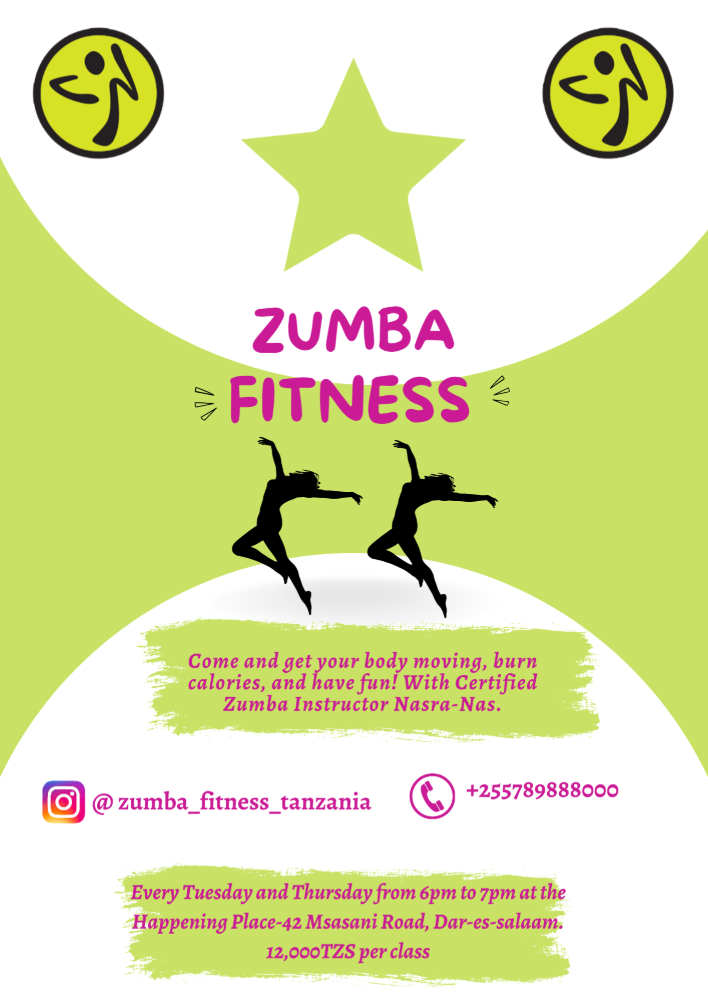 ZUMBA
FITNESS
Come and get your body moving, burn
calories, and have fun! With Certified
Zumba Instructor Nasra-Nas.
@ zumba_fitness_tanzania
+255789888000
Every Tuesday and Thursday from 6pm to 7pm at the
Happening Place-42 Msasani Road, Dar-es-salaam.
12,000TZS per class